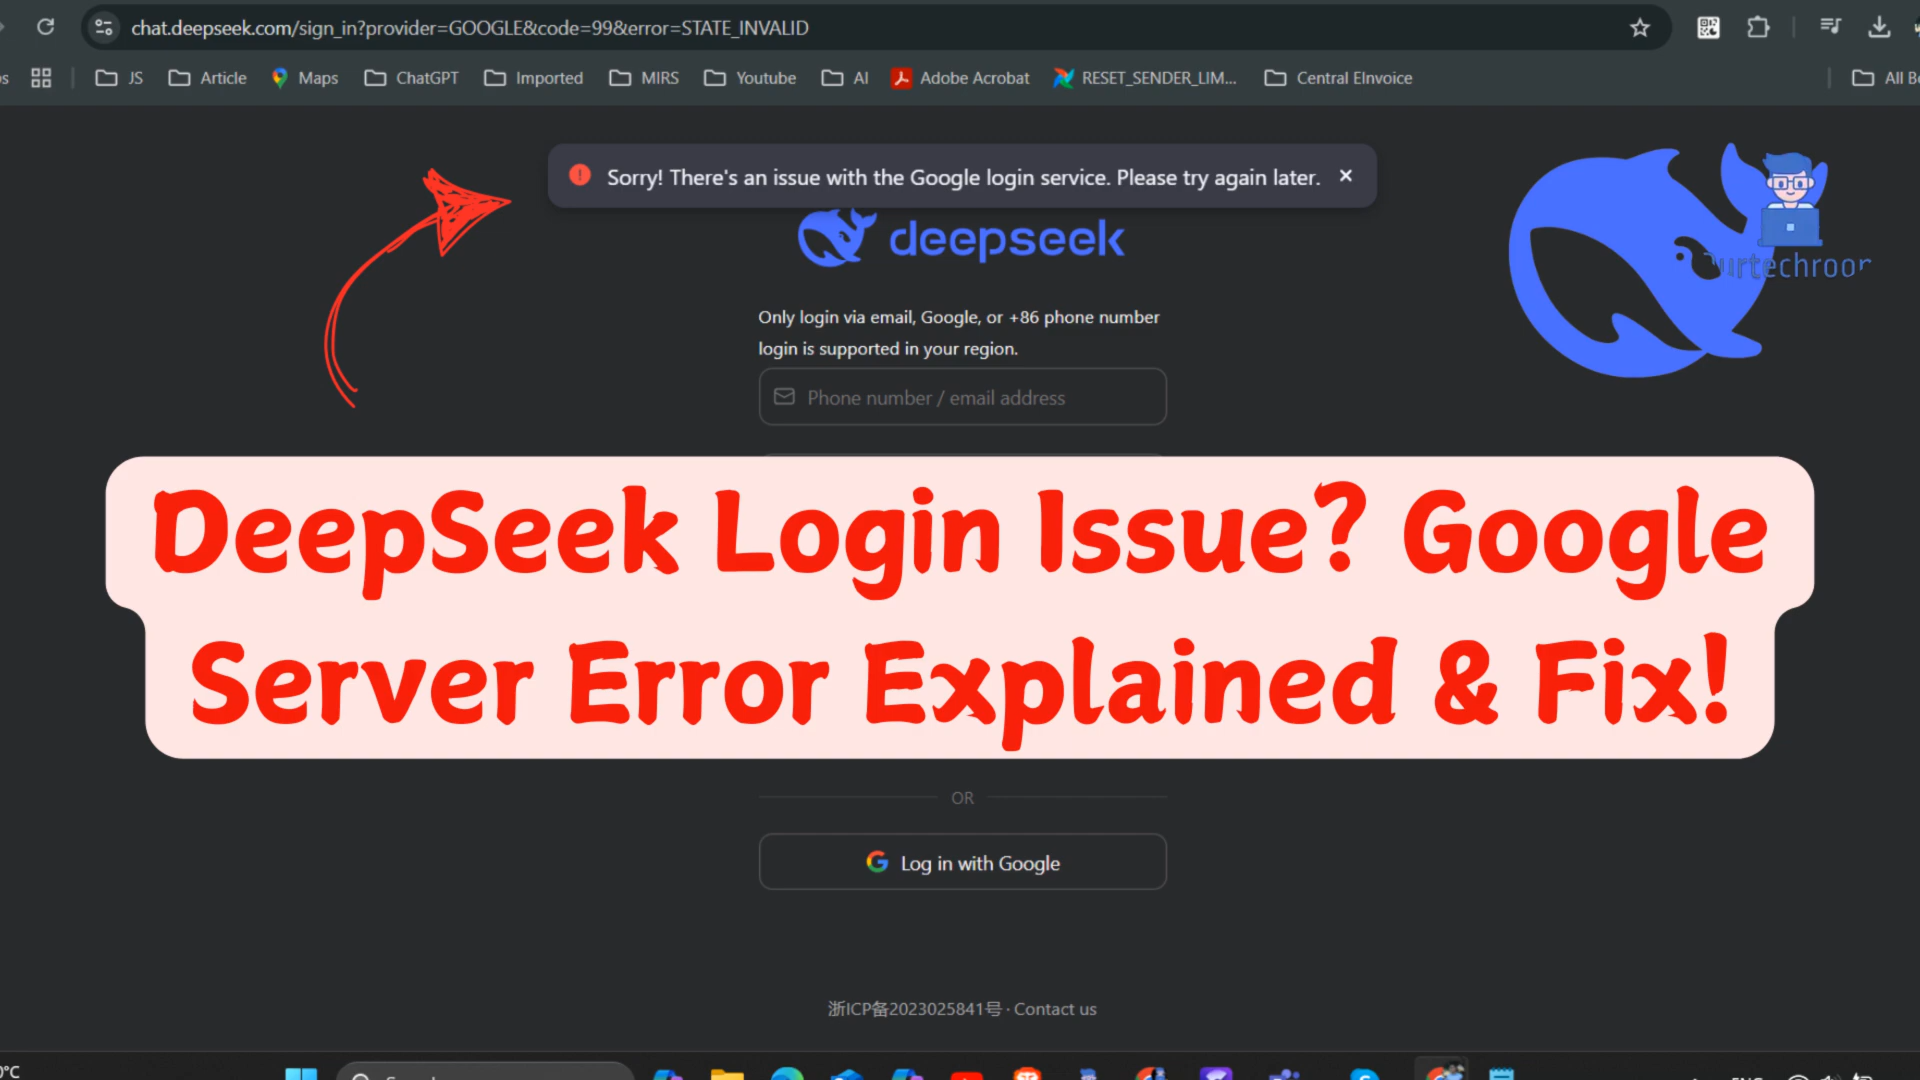 chat.deepseek.com/sign_in?provider=GOOGLE&code=99&error=STATE_INVALID
JS Article Maps ChatGPT Imported MIRS Youtube AI Adobe Acrobat RESET_SENDER_LIM... Central EInvoice All
Sorry! There's an issue with the Google login service. Please try again later.
deepseek
urtechroo
Only login via email, Google, or +86 phone number
login is supported in your region.
Phone number / email address
DeepSeek Login Issue? Google
Server Error Explained & Fix!
OR
Log in with Google
浙ICP备2023025841号 · Contact us